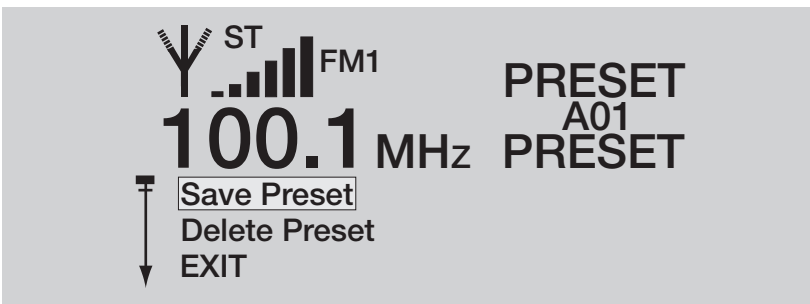 ST
FM1
PRESET
A01
100.1 MHz PRESET
Save Preset
Delete Preset
EXIT